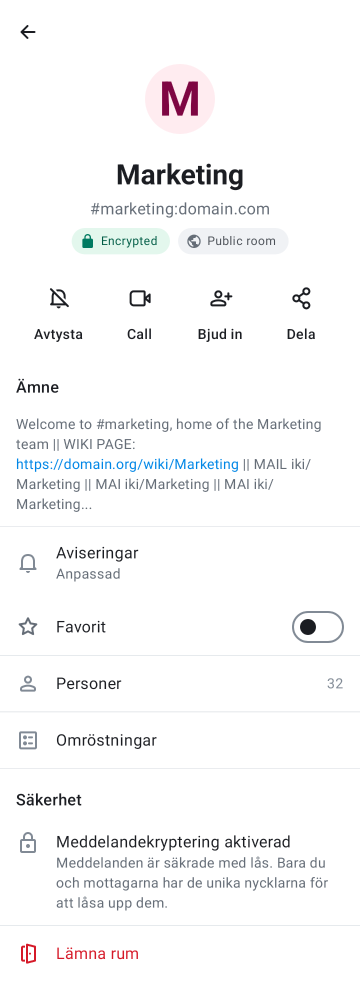 M
Marketing
#marketing:domain.com
Encrypted
Public room
Avtysta
Call
Bjud in
Dela
Ämne
Welcome to #marketing, home of the Marketing
team || WIKI PAGE:
https://domain.org/wiki/Marketing || MAIL iki/
Marketing || MAI iki/Marketing || MAI iki/
Marketing...
Aviseringar
Anpassad
Favorit
Personer
32
Omröstningar
Säkerhet
Meddelandekryptering aktiverad
Meddelanden är säkrade med lås. Bara du
och mottagarna har de unika nycklarna för
att låsa upp dem.
Lämna rum